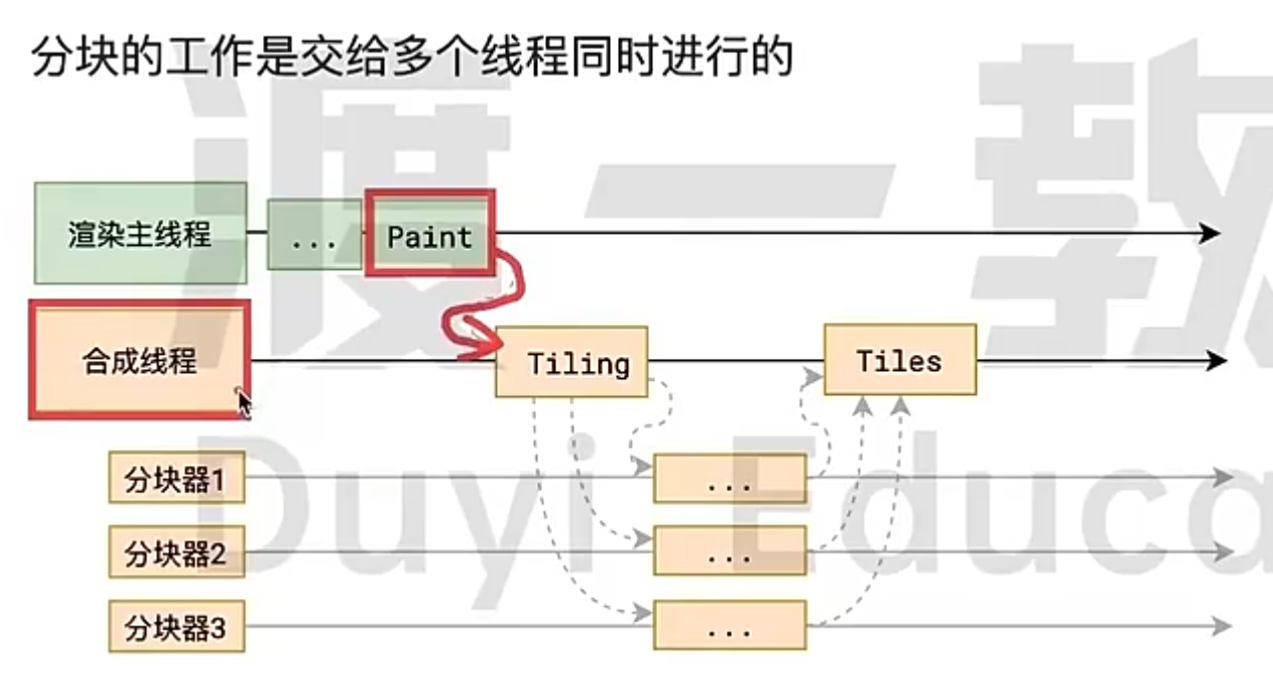 分块的工作是交给多个线程同时进行的
渲染主线程
...
Paint
合成线程
Tiling
Tiles
分块器1
...
分块器2
...
分块器3
...
渡一教
Duyi Educa